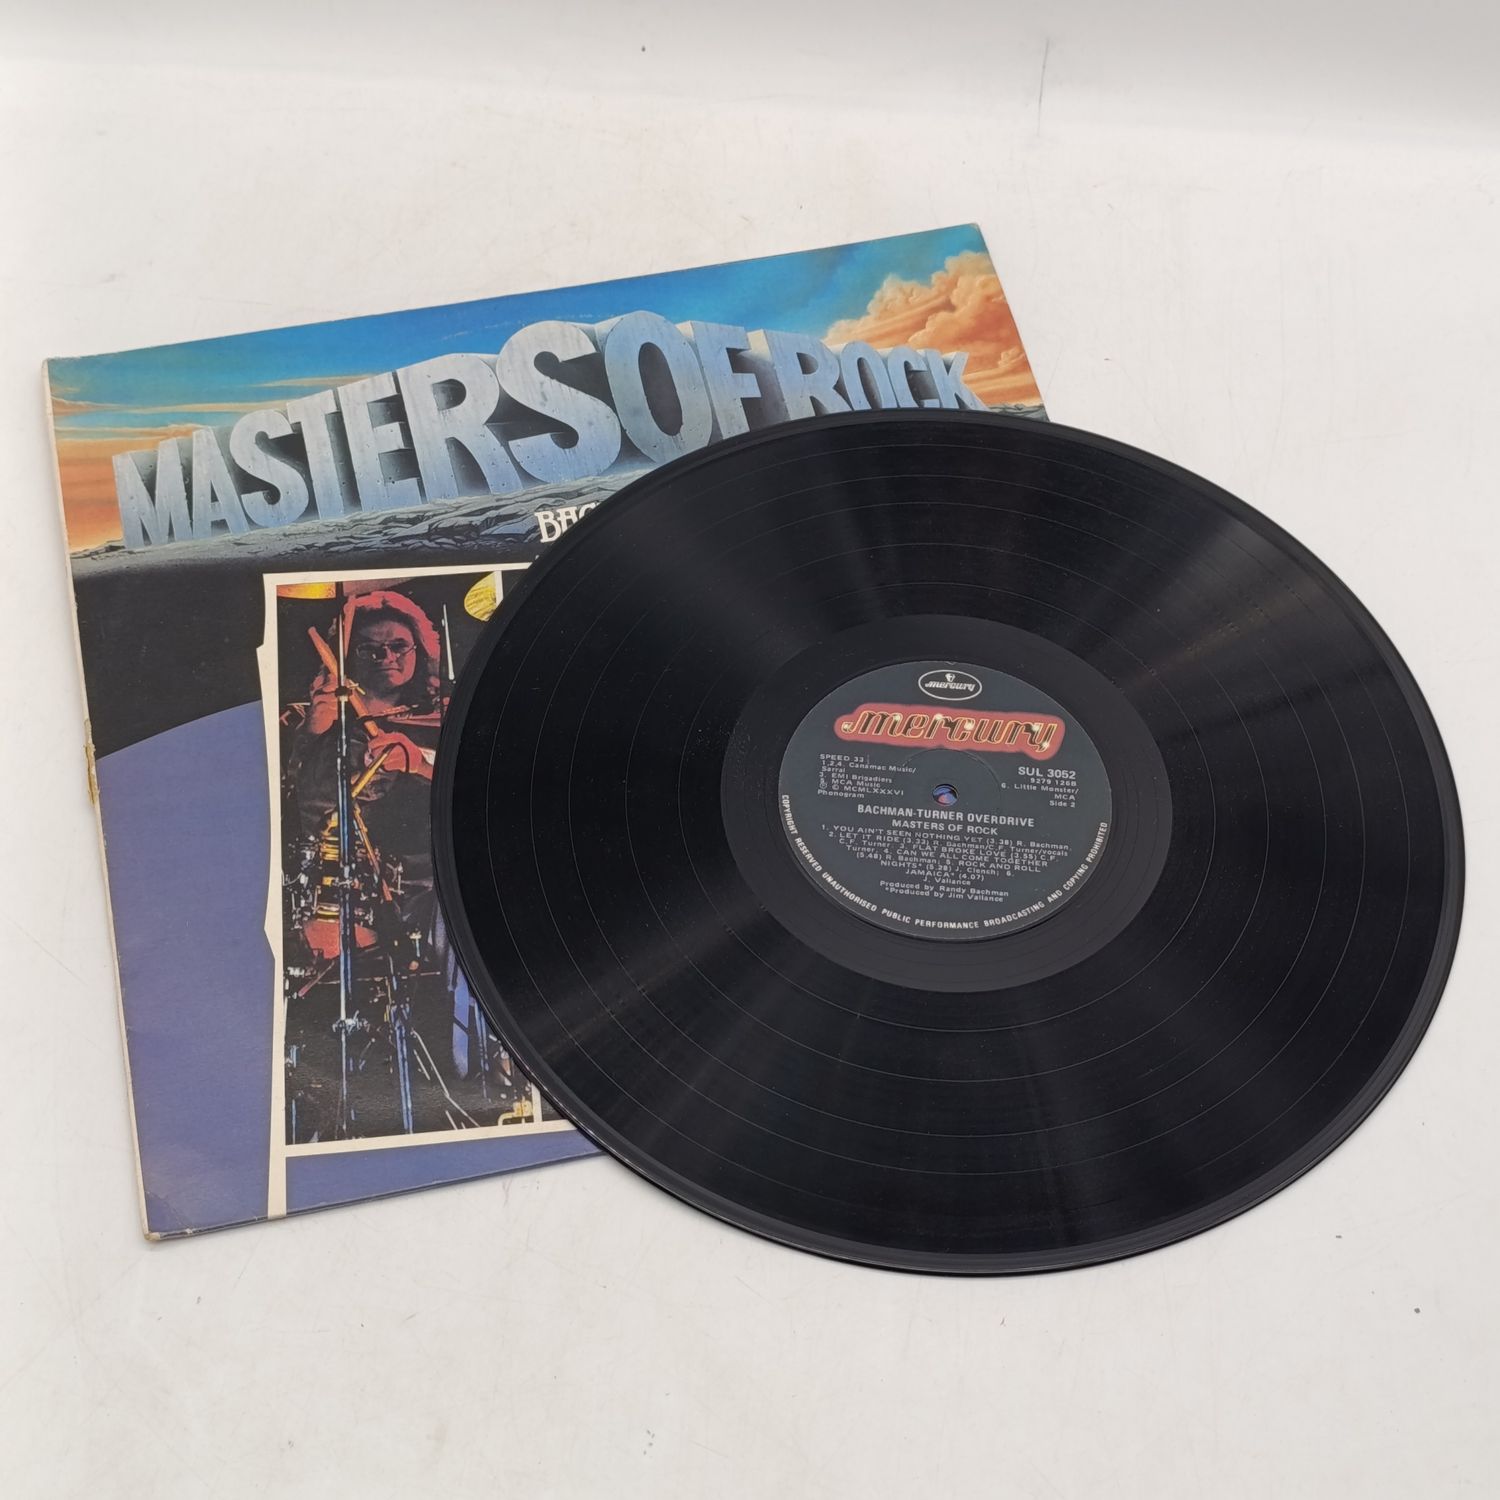 MASTERS OF ROCK
BAC
mercury
mercury
SPEED 33
1,2,4. Canamac Music/
Sarral
3. EMI Brigadiers
5. MCA Music
Ⓟ © MCMLXXXVI
Phonogram
SUL 3052
9279 126B
6. Little Monster/
MCA
Side 2
BACHMAN-TURNER OVERDRIVE
MASTERS OF ROCK
1. YOU AIN'T SEEN NOTHING YET (3.38) R. Bachman.
2. LET IT RIDE (3.33) R. Bachman/C.F. Turner/vocals
C.F. Turner. 3. FLAT BROKE LOVE (3.55) C.F.
Turner. 4. CAN WE ALL COME TOGETHER
(5.48) R. Bachman; 5. ROCK AND ROLL
NIGHTS* (5.28) J. Clench; 6.
JAMAICA* (4.07)
J. Vallance
Produced by Randy Bachman
*Produced by Jim Vallance
COPYRIGHT RESERVED UNAUTHORISED PUBLIC PERFORMANCE BROADCASTING AND COPYING PROHIBITED